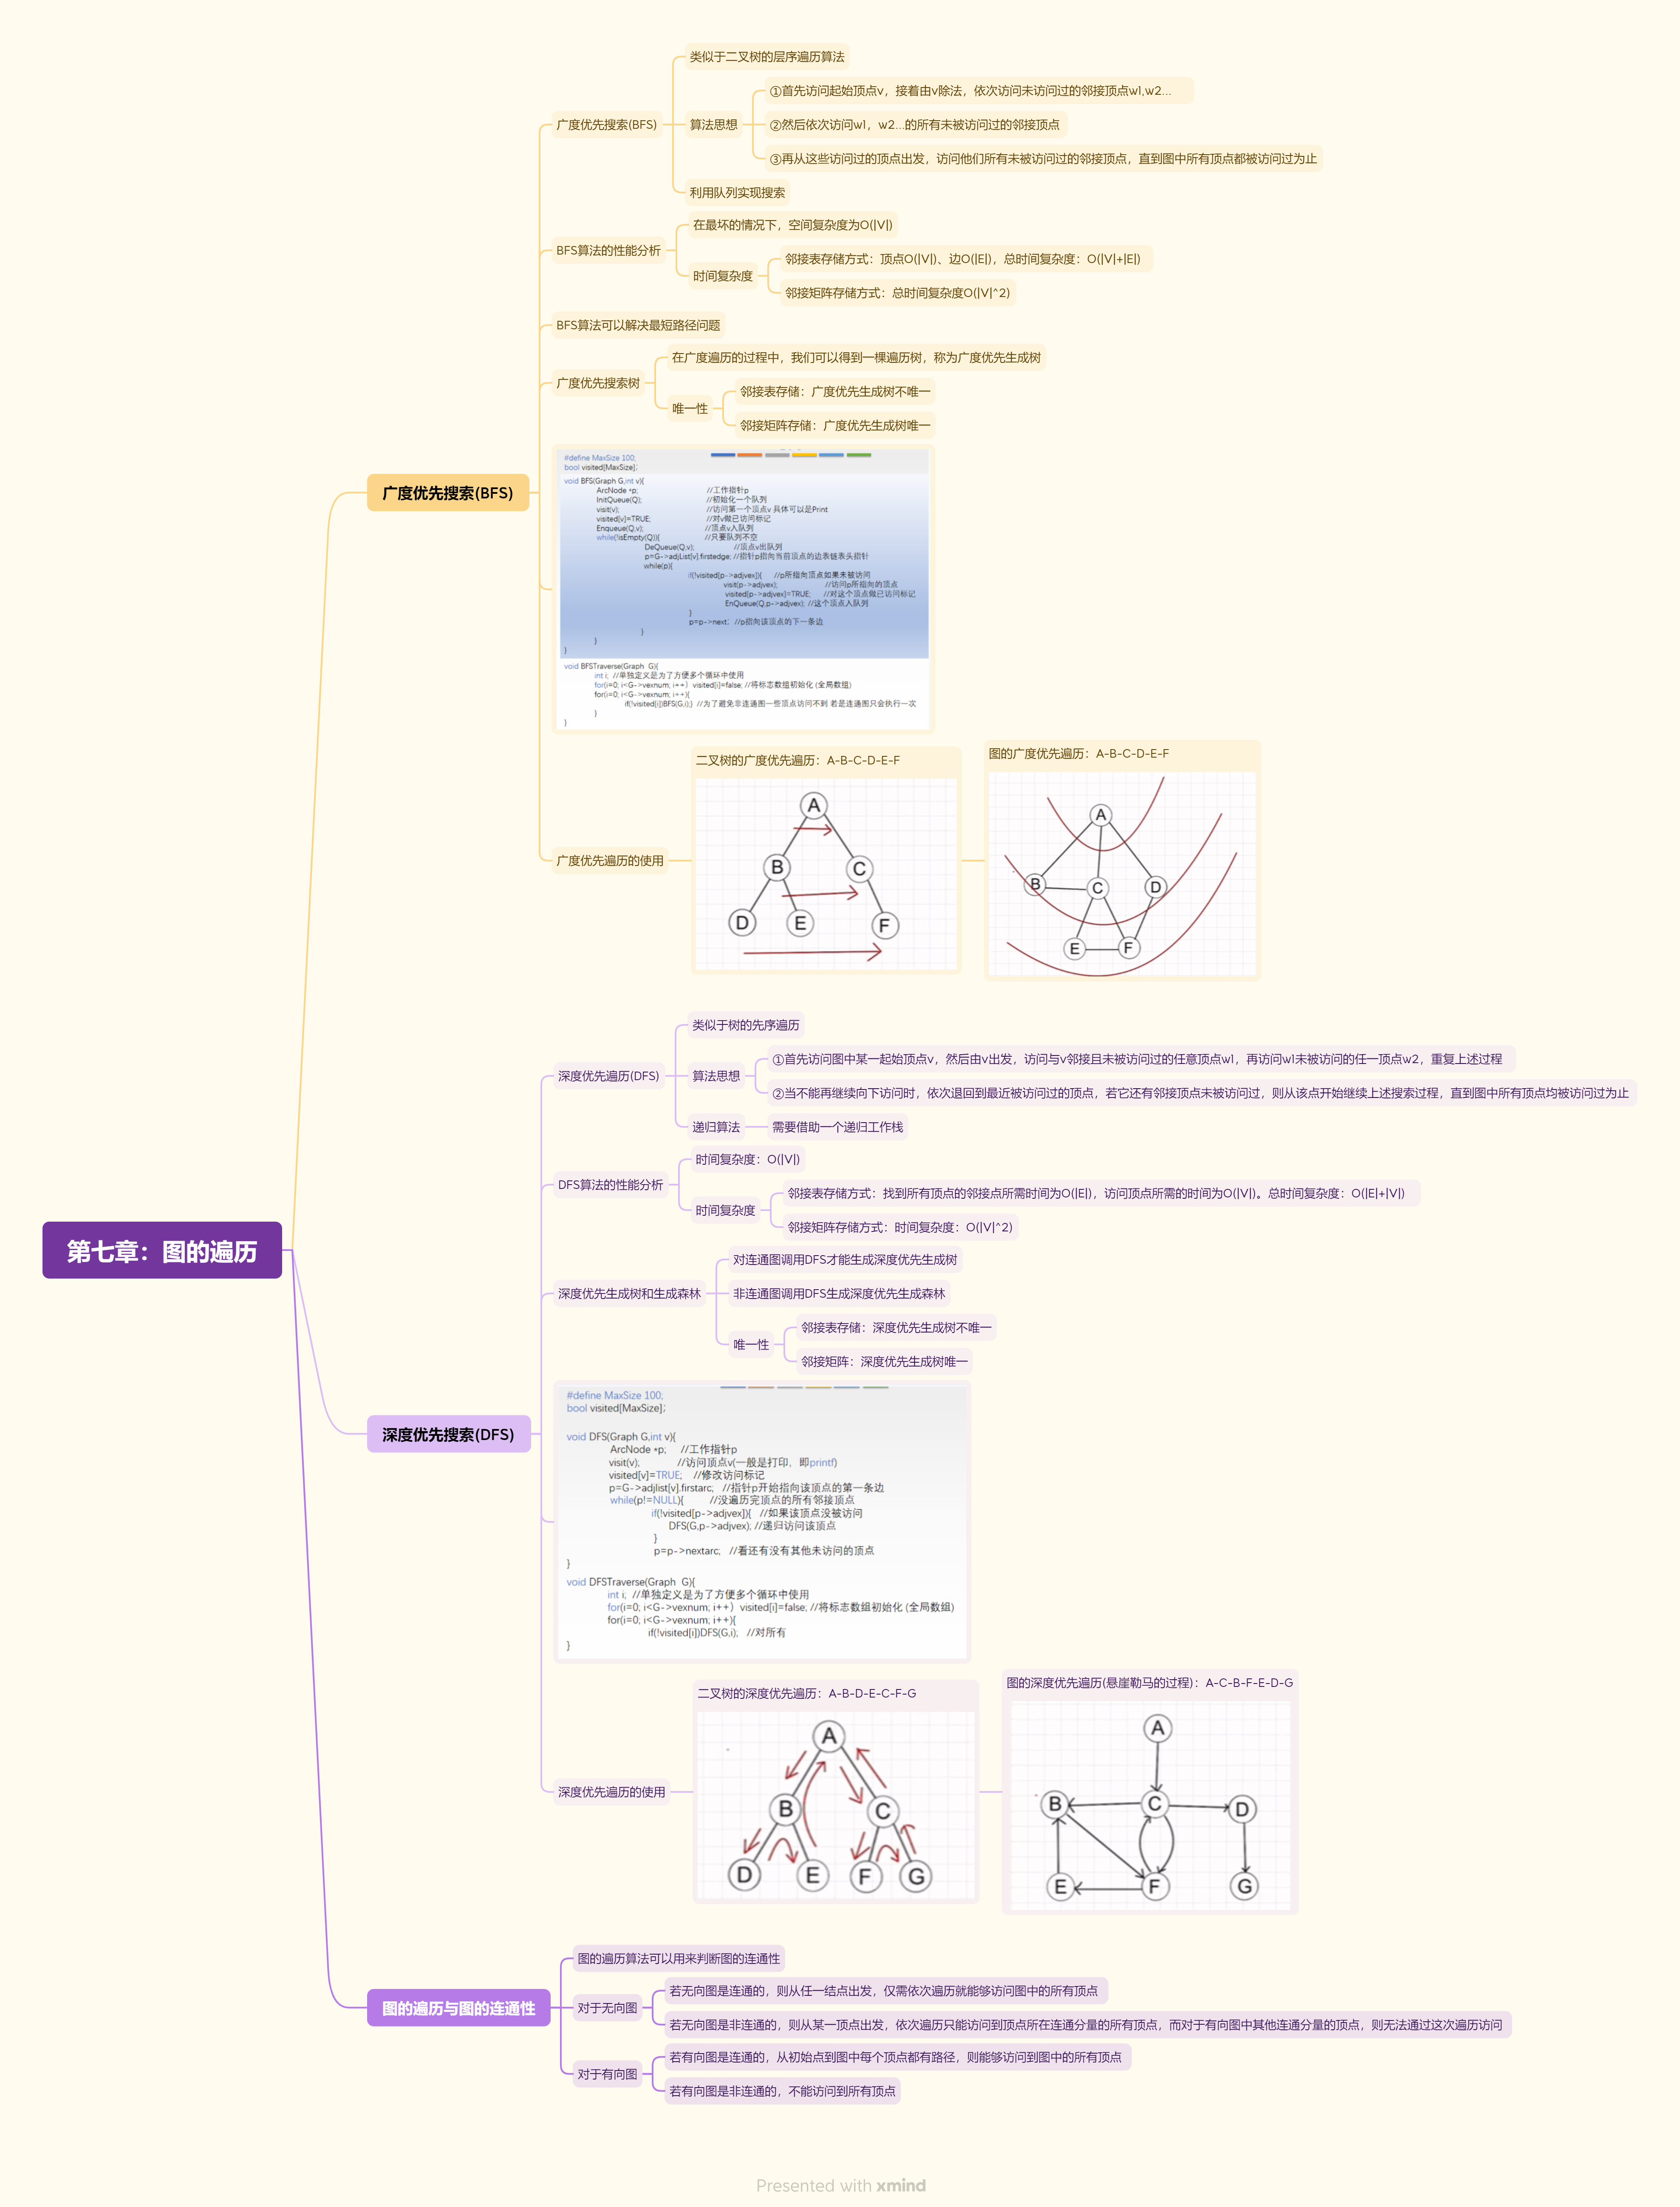 第七章：图的遍历
广度优先搜索(BFS)
广度优先搜索(BFS)
类似于二叉树的层序遍历算法
算法思想
①首先访问起始顶点v，接着由v除法，依次访问未访问过的邻接顶点w1,w2...
②然后依次访问w1，w2...的所有未被访问过的邻接顶点
③再从这些访问过的顶点出发，访问他们所有未被访问过的邻接顶点，直到图中所有顶点都被访问过为止
利用队列实现搜索
BFS算法的性能分析
在最坏的情况下，空间复杂度为O(|V|)
时间复杂度
邻接表存储方式：顶点O(|V|)、边O(|E|)，总时间复杂度：O(|V|+|E|)
邻接矩阵存储方式：总时间复杂度O(|V|^2)
BFS算法可以解决最短路径问题
广度优先搜索树
在广度遍历的过程中，我们可以得到一棵遍历树，称为广度优先生成树
唯一性
邻接表存储：广度优先生成树不唯一
邻接矩阵存储：广度优先生成树唯一
#define MaxSize 100;
bool visited[MaxSize];
void BFS(Graph G,int v){
ArcNode *p; //工作指针p
InitQueue(Q); //初始化一个队列
visit(v); //访问第一个顶点v 具体可以是Print
visited[v]=TRUE; //对v做已访问标记
Enqueue(Q,v); //顶点v入队列
while(!isEmpty(Q)){ //只要队列不空
DeQueue(Q,v); //顶点v出队列
p=G->adjList[v].firstedge; //指针p指向当前顶点的边表链表头指针
while(p){
if(!visited[p->adjvex]){ //p所指向顶点如果未被访问
visit(p->adjvex); //访问p所指向的顶点
visited[p->adjvex]=TRUE; //对这个顶点做已访问标记
EnQueue(Q,p->adjvex); //这个顶点入队列
}
p=p->next; //p指向该顶点的下一条边
}
}
}
void BFSTraverse(Graph G){
int i; //单独定义是为了方便多个循环中使用
for(i=0; i<G->vexnum; i++) visited[i]=false; //将标志数组初始化 (全局数组)
for(i=0; i<G->vexnum; i++){
if(!visited[i])BFS(G,i);} //为了避免非连通图一些顶点访问不到 若是连通图只会执行一次
}
}
广度优先遍历的使用
二叉树的广度优先遍历：A-B-C-D-E-F
A
B C
D E F
图的广度优先遍历：A-B-C-D-E-F
A
B C D
E F
深度优先搜索(DFS)
深度优先遍历(DFS)
类似于树的先序遍历
算法思想
①首先访问图中某一起始顶点v，然后由v出发，访问与v邻接且未被访问过的任意顶点w1，再访问w1未被访问的任一顶点w2，重复上述过程
②当不能再继续向下访问时，依次退回到最近被访问过的顶点，若它还有邻接顶点未被访问过，则从该点开始继续上述搜索过程，直到图中所有顶点均被访问过为止
递归算法
需要借助一个递归工作栈
DFS算法的性能分析
时间复杂度：O(|V|)
时间复杂度
邻接表存储方式：找到所有顶点的邻接点所需时间为O(|E|)，访问顶点所需的时间为O(|V|)。总时间复杂度：O(|E|+|V|)
邻接矩阵存储方式：时间复杂度：O(|V|^2)
深度优先生成树和生成森林
对连通图调用DFS才能生成深度优先生成树
非连通图调用DFS生成深度优先生成森林
唯一性
邻接表存储：深度优先生成树不唯一
邻接矩阵：深度优先生成树唯一
#define MaxSize 100;
bool visited[MaxSize];
void DFS(Graph G,int v){
ArcNode *p; //工作指针p
visit(v); //访问顶点v(一般是打印，即printf)
visited[v]=TRUE; //修改访问标记
p=G->adjlist[v].firstarc; //指针p开始指向该顶点的第一条边
while(p!=NULL){ //没遍历完顶点的所有邻接顶点
if(!visited[p->adjvex]){ //如果该顶点没被访问
DFS(G,p->adjvex); //递归访问该顶点
}
p=p->nextarc; //看还有没有其他未访问的顶点
}
void DFSTraverse(Graph G){
int i; //单独定义是为了方便多个循环中使用
for(i=0; i<G->vexnum; i++) visited[i]=false; //将标志数组初始化 (全局数组)
for(i=0; i<G->vexnum; i++){
if(!visited[i])DFS(G,i); //对所有
}
深度优先遍历的使用
二叉树的深度优先遍历：A-B-D-E-C-F-G
A
B C
D E F G
图的深度优先遍历(悬崖勒马的过程)：A-C-B-F-E-D-G
A
B C D
E F G
图的遍历与图的连通性
图的遍历算法可以用来判断图的连通性
对于无向图
若无向图是连通的，则从任一结点出发，仅需依次遍历就能够访问图中的所有顶点
若无向图是非连通的，则从某一顶点出发，依次遍历只能访问到顶点所在连通分量的所有顶点，而对于有向图中其他连通分量的顶点，则无法通过这次遍历访问
对于有向图
若有向图是连通的，从初始点到图中每个顶点都有路径，则能够访问到图中的所有顶点
若有向图是非连通的，不能访问到所有顶点
Presented with xmind